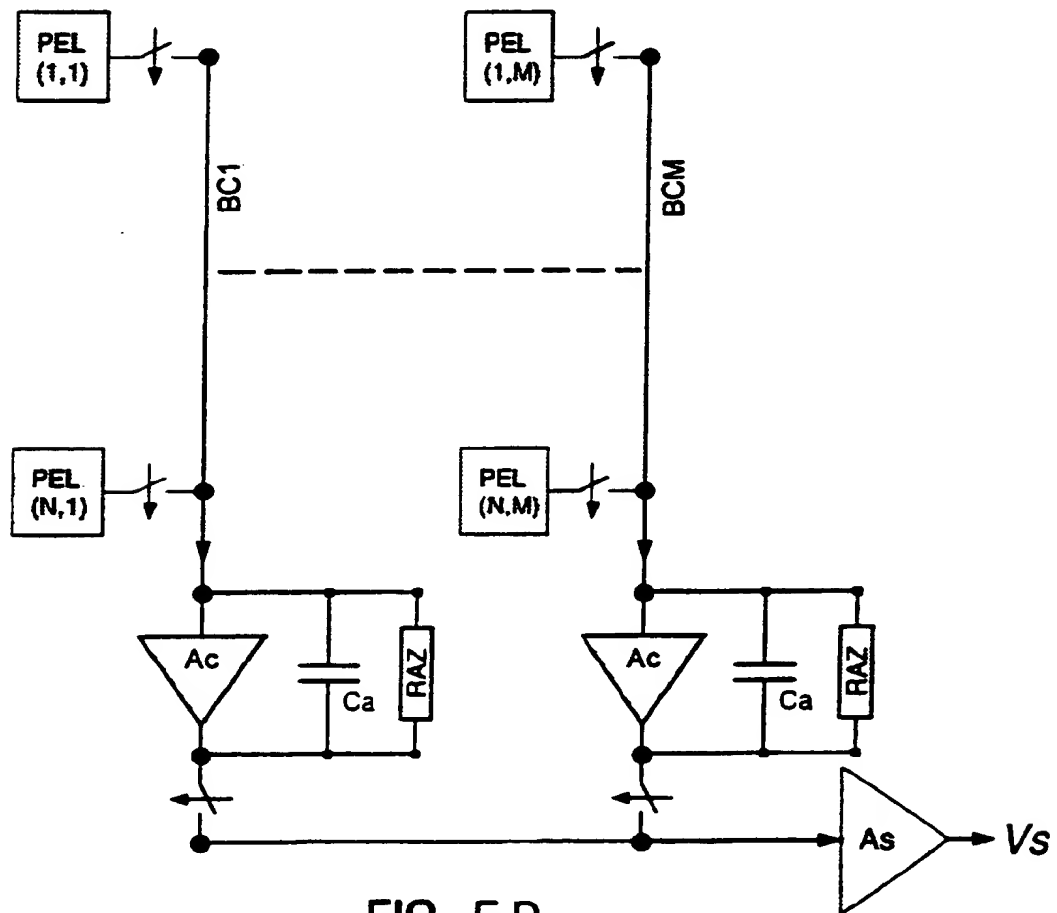 PEL
(1,1)
PEL
(1,M)
BC1
BCM
PEL
(N,1)
PEL
(N,M)
Ac
Ca
RAZ
Ac
Ca
RAZ
As
Vs